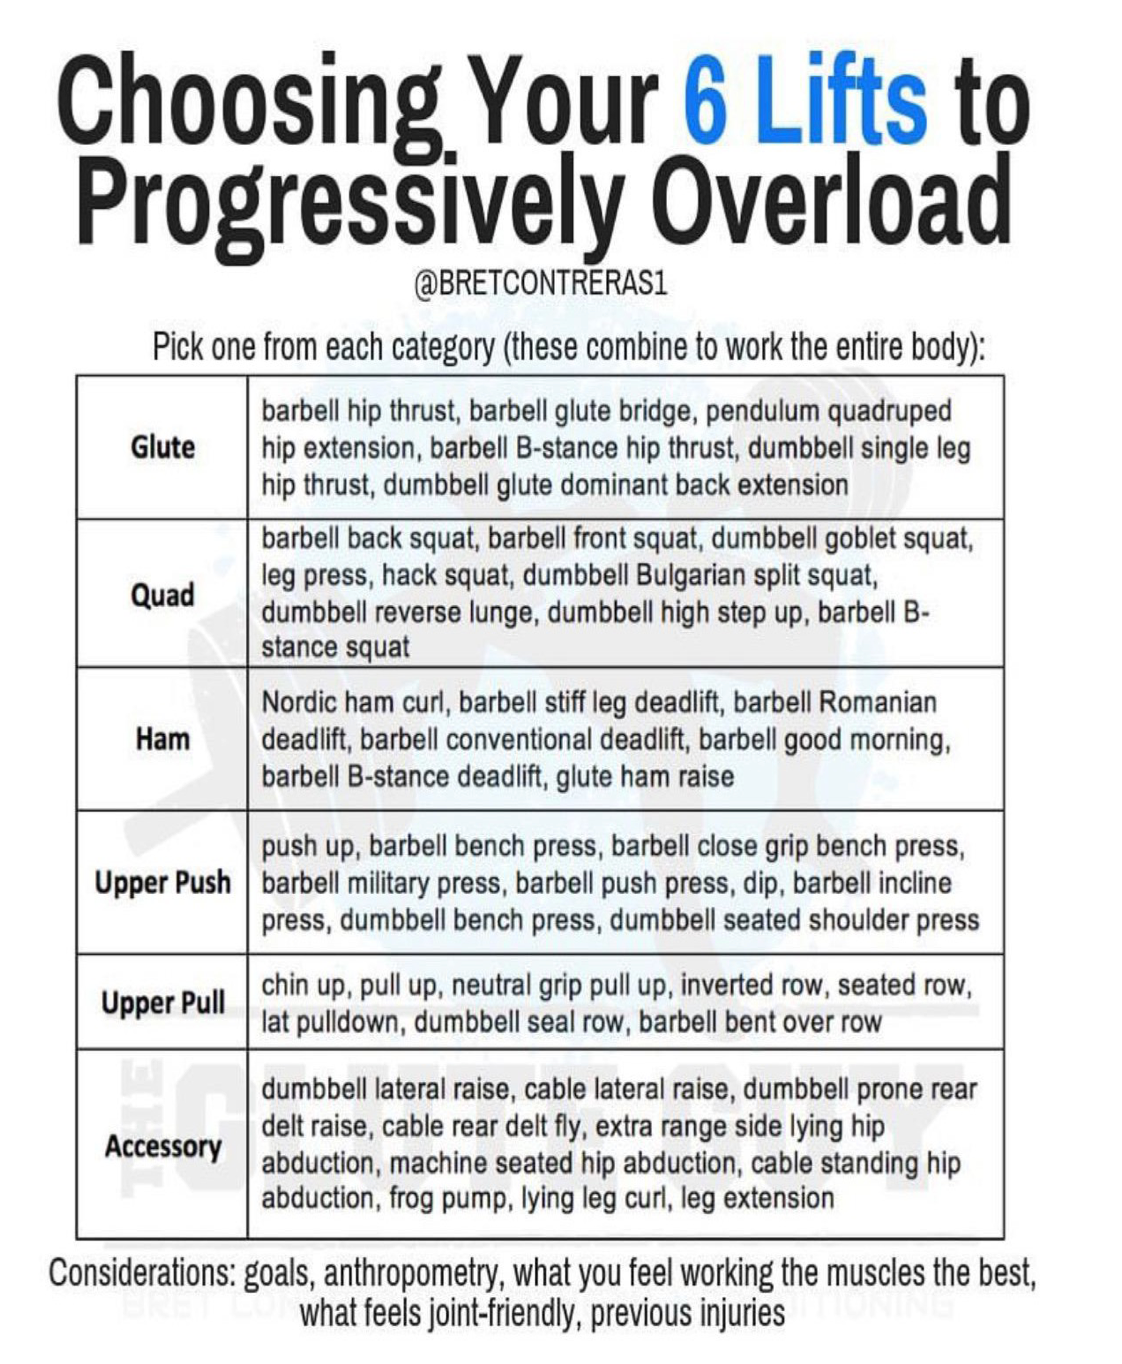 Choosing Your 6 Lifts to
Progressively Overload
@BRETCONTRERAS1
Pick one from each category (these combine to work the entire body):
Glute
barbell hip thrust, barbell glute bridge, pendulum quadruped
hip extension, barbell B-stance hip thrust, dumbbell single leg
hip thrust, dumbbell glute dominant back extension
Quad
barbell back squat, barbell front squat, dumbbell goblet squat,
leg press, hack squat, dumbbell Bulgarian split squat,
dumbbell reverse lunge, dumbbell high step up, barbell B-
stance squat
Ham
Nordic ham curl, barbell stiff leg deadlift, barbell Romanian
deadlift, barbell conventional deadlift, barbell good morning,
barbell B-stance deadlift, glute ham raise
Upper Push
push up, barbell bench press, barbell close grip bench press,
barbell military press, barbell push press, dip, barbell incline
press, dumbbell bench press, dumbbell seated shoulder press
Upper Pull
chin up, pull up, neutral grip pull up, inverted row, seated row,
lat pulldown, dumbbell seal row, barbell bent over row
Accessory
dumbbell lateral raise, cable lateral raise, dumbbell prone rear
delt raise, cable rear delt fly, extra range side lying hip
abduction, machine seated hip abduction, cable standing hip
abduction, frog pump, lying leg curl, leg extension
THE
GLUTE GUY
Considerations: goals, anthropometry, what you feel working the muscles the best,
what feels joint-friendly, previous injuries